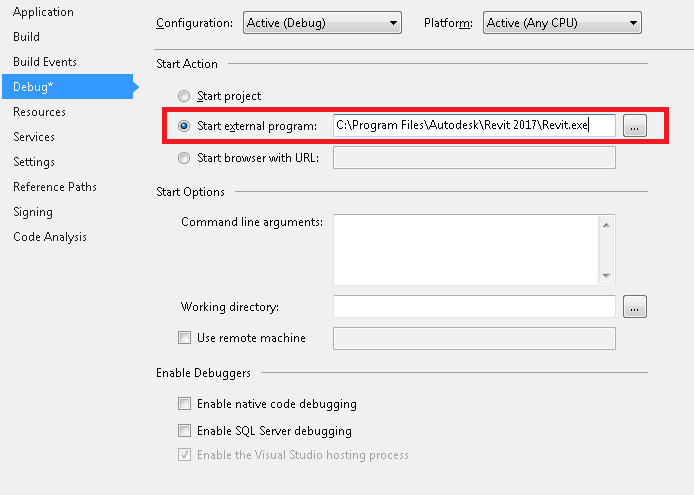 Application
Build
Build Events
Debug*
Resources
Services
Settings
Reference Paths
Signing
Code Analysis
Configuration: Active (Debug) Platform: Active (Any CPU)
Start Action
Start project
Start external program: C:\Program Files\Autodesk\Revit 2017\Revit.exe ...
Start browser with URL:
Start Options
Command line arguments:
Working directory: ...
Use remote machine
Enable Debuggers
Enable native code debugging
Enable SQL Server debugging
Enable the Visual Studio hosting process